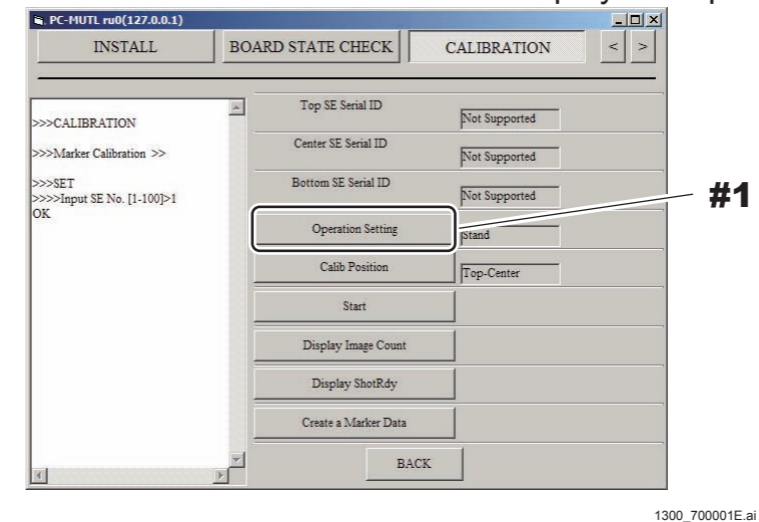 PC-MUTL ru0(127.0.0.1)
INSTALL
BOARD STATE CHECK
CALIBRATION
<
>
>>>CALIBRATION
>>>Marker Calibration >>
>>>SET
>>>>Input SE No. [1-100]>1
OK
Top SE Serial ID
Not Supported
Center SE Serial ID
Not Supported
Bottom SE Serial ID
Not Supported
Operation Setting
Stand
#1
Calib Position
Top-Center
Start
Display Image Count
Display ShotRdy
Create a Marker Data
BACK
1300_700001E.ai